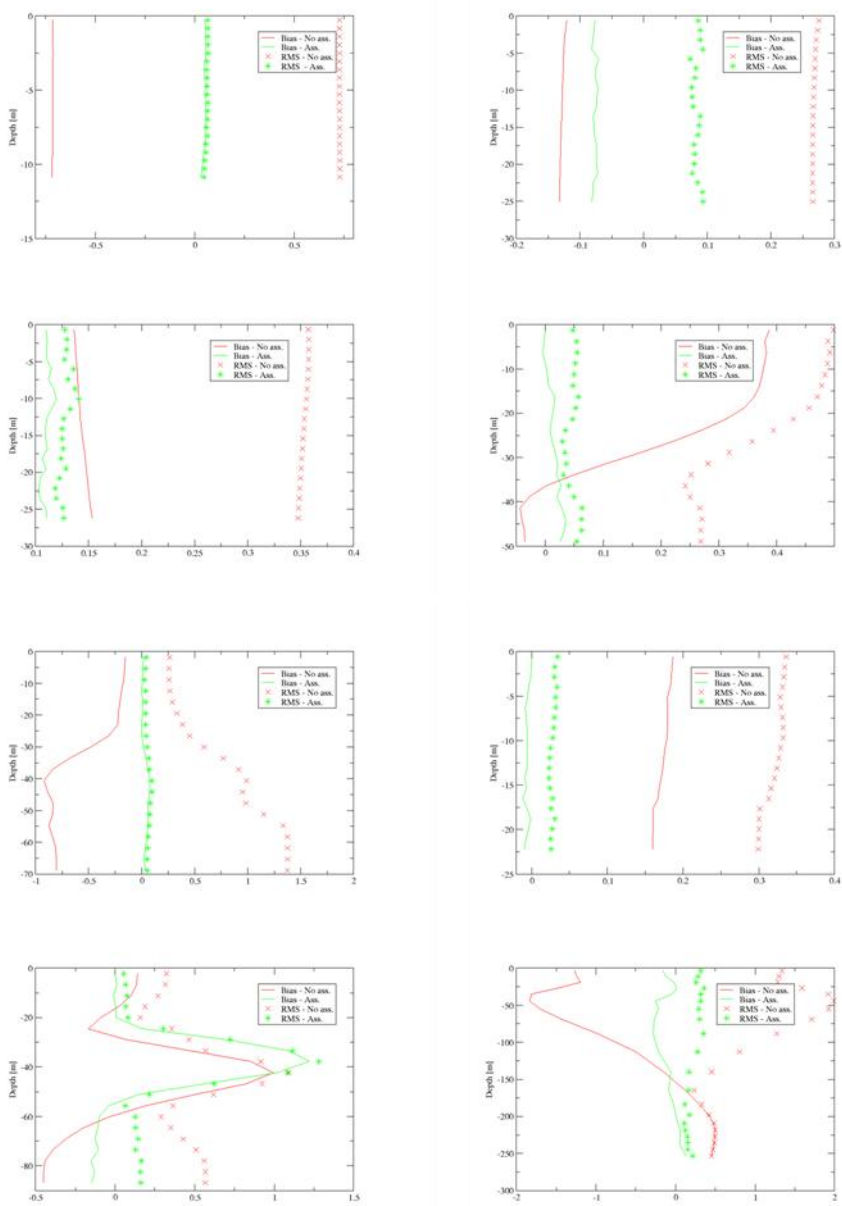 0
-5
-10
-15
Depth [m]
-0.5
0
0.5
Bias - No ass.
Bias - Ass.
RMS - No ass.
RMS - Ass.
0
-5
-10
-15
-20
-25
-30
Depth [m]
-0.2
-0.1
0
0.1
0.2
0.3
Bias - No ass.
Bias - Ass.
RMS - No ass.
RMS - Ass.
0
-5
-10
-15
-20
-25
-30
Depth [m]
0.1
0.15
0.2
0.25
0.3
0.35
0.4
Bias - No ass.
Bias - Ass.
RMS - No ass.
RMS - Ass.
0
-10
-20
-30
-40
-50
Depth [m]
0
0.1
0.2
0.3
0.4
0.5
Bias - No ass.
Bias - Ass.
RMS - No ass.
RMS - Ass.
0
-10
-20
-30
-40
-50
-60
-70
Depth [m]
-1
-0.5
0
0.5
1
1.5
2
Bias - No ass.
Bias - Ass.
RMS - No ass.
RMS - Ass.
0
-5
-10
-15
-20
-25
Depth [m]
0
0.1
0.2
0.3
0.4
Bias - No ass.
Bias - Ass.
RMS - No ass.
RMS - Ass.
0
-20
-40
-60
-80
Depth [m]
-0.5
0
0.5
1
1.5
Bias - No ass.
Bias - Ass.
RMS - No ass.
RMS - Ass.
0
-50
-100
-150
-200
-250
-300
Depth [m]
-2
-1
0
1
2
Bias - No ass.
Bias - Ass.
RMS - No ass.
RMS - Ass.